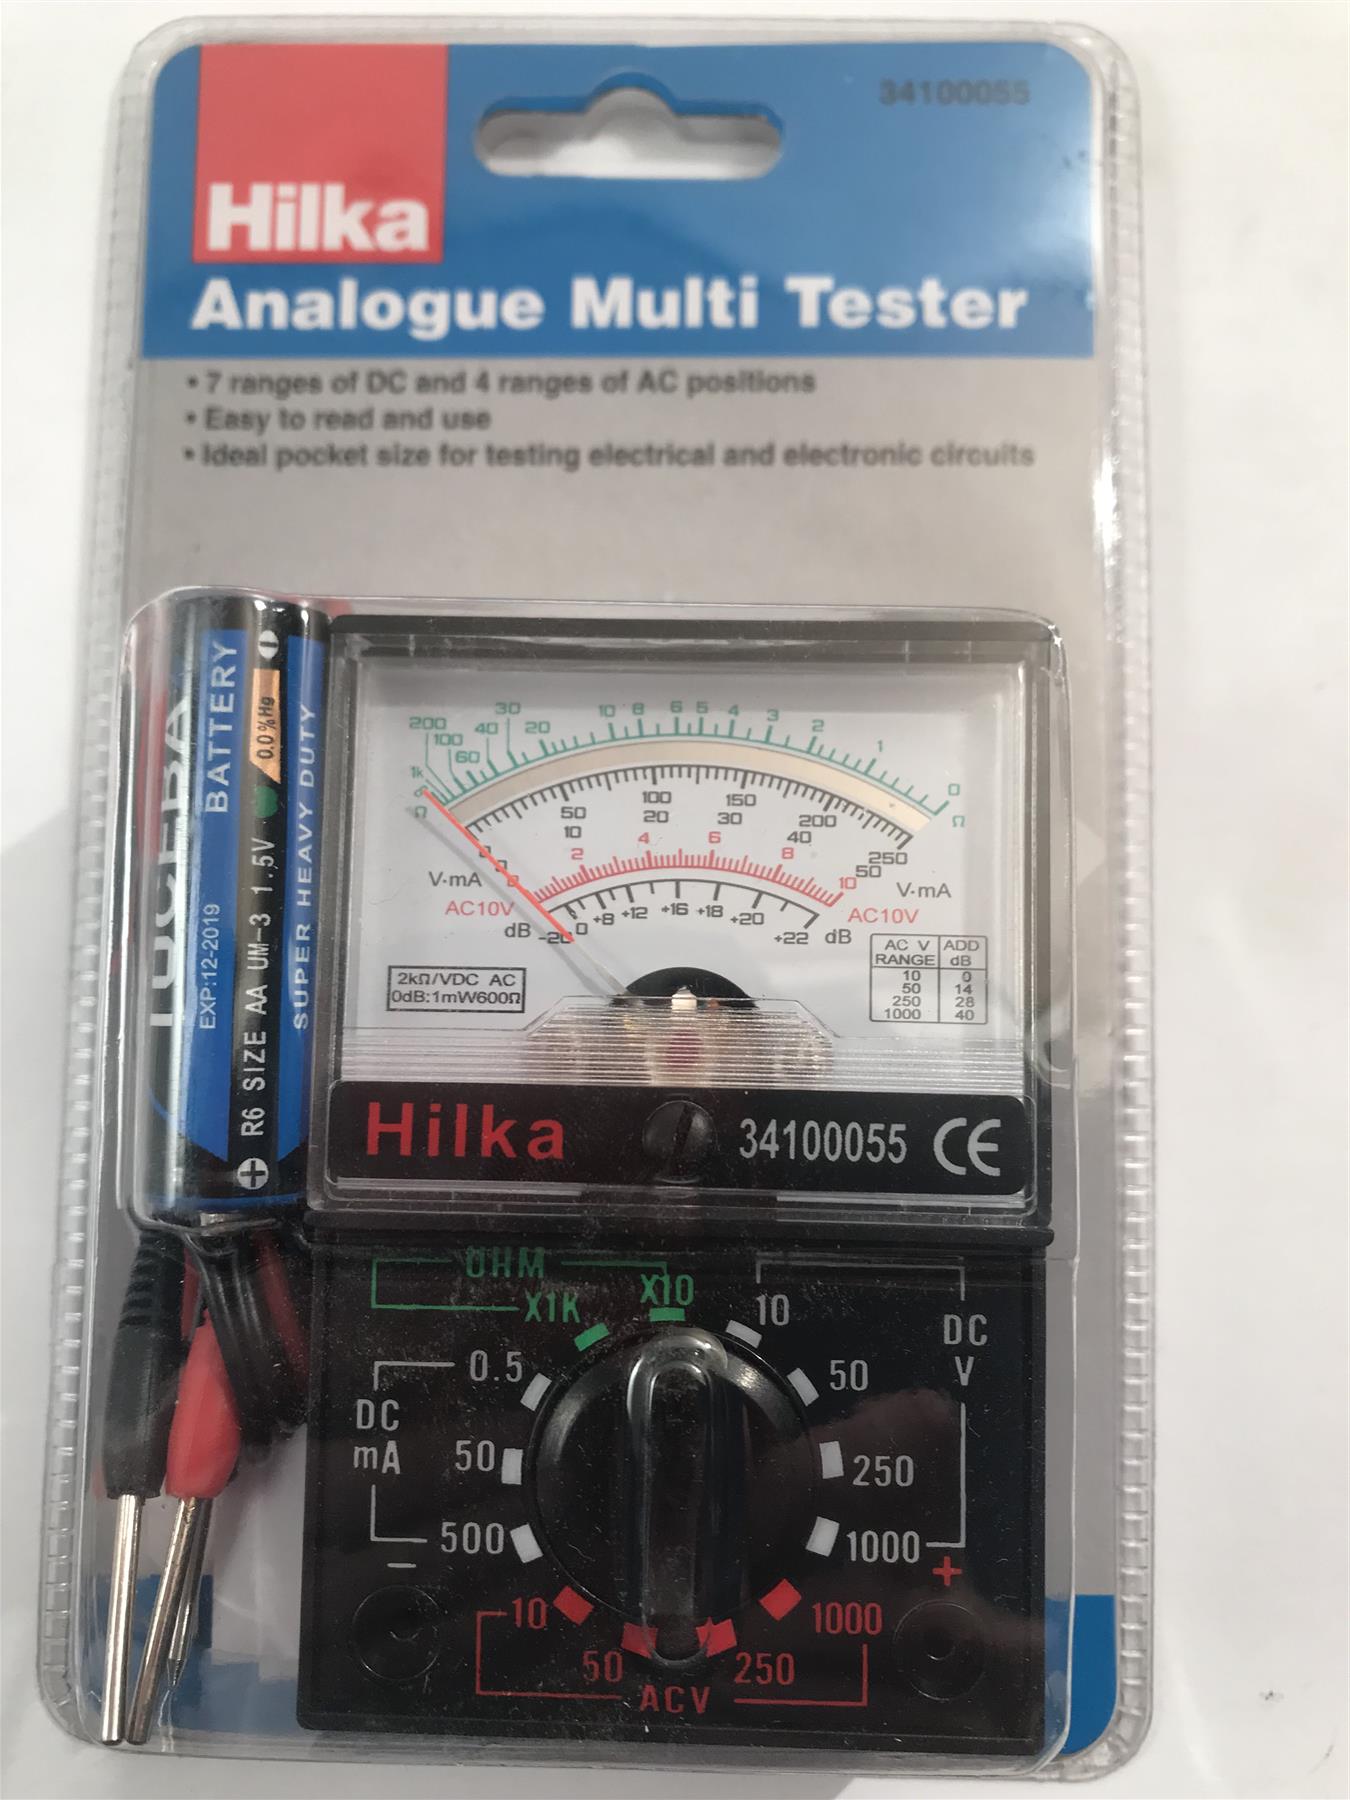 34100055
Hilka
Analogue Multi Tester
• 7 ranges of DC and 4 ranges of AC positions
• Easy to read and use
• Ideal pocket size for testing electrical and electronic circuits
BATTERY
0.0%Hg
SUPER HEAVY DUTY
EXP:12-2019
R6 SIZE AA UM-3 1.5V
200 100 60 40 30 20 10 8 6 5 4 3 2 1 0
1k
∞
Ω Ω
0 50 100 150 200 250
0 10 20 30 40 50
V·mA V·mA
0 2 4 6 8 10
AC10V AC10V
dB -20 0 +8 +12 +16 +18 +20 +22 dB
2kΩ/VDC AC
0dB:1mW600Ω
AC V ADD
RANGE dB
10 0
50 14
250 28
1000 40
Hilka 34100055 CE
OHM
X1K X10
10 50 250 1000
DC
V
0.5
DC
mA
50
500
- +
10 50 250 1000
ACV